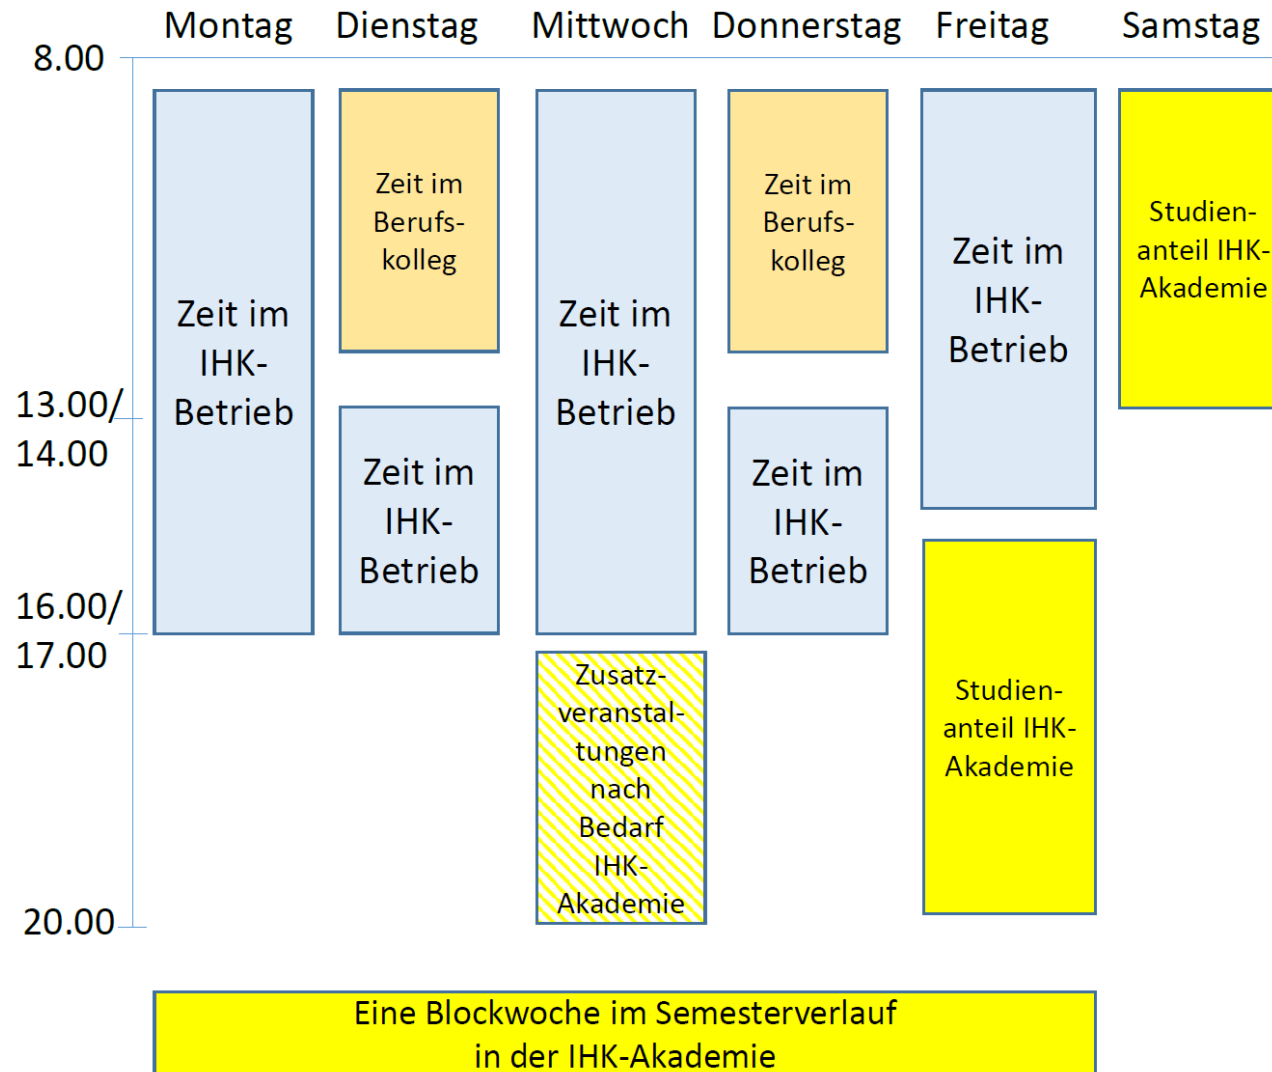 Montag Dienstag Mittwoch Donnerstag Freitag Samstag
8.00
13.00/
14.00
16.00/
17.00
20.00
Zeit im
IHK-
Betrieb
Zeit im
Berufs-
kolleg
Zeit im
IHK-
Betrieb
Zeit im
IHK-
Betrieb
Zusatz-
veranstal-
tungen
nach
Bedarf
IHK-
Akademie
Zeit im
Berufs-
kolleg
Zeit im
IHK-
Betrieb
Zeit im
IHK-
Betrieb
Studien-
anteil IHK-
Akademie
Studien-
anteil IHK-
Akademie
Eine Blockwoche im Semesterverlauf
in der IHK-Akademie